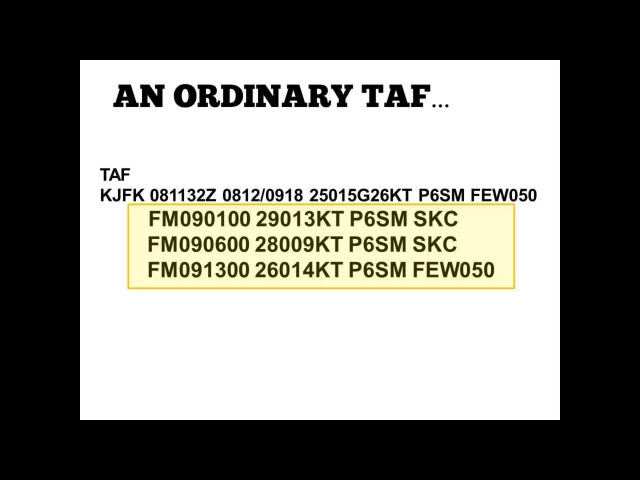 AN ORDINARY TAF...
TAF
KJFK 081132Z 0812/0918 25015G26KT P6SM FEW050
FM090100 29013KT P6SM SKC
FM090600 28009KT P6SM SKC
FM091300 26014KT P6SM FEW050